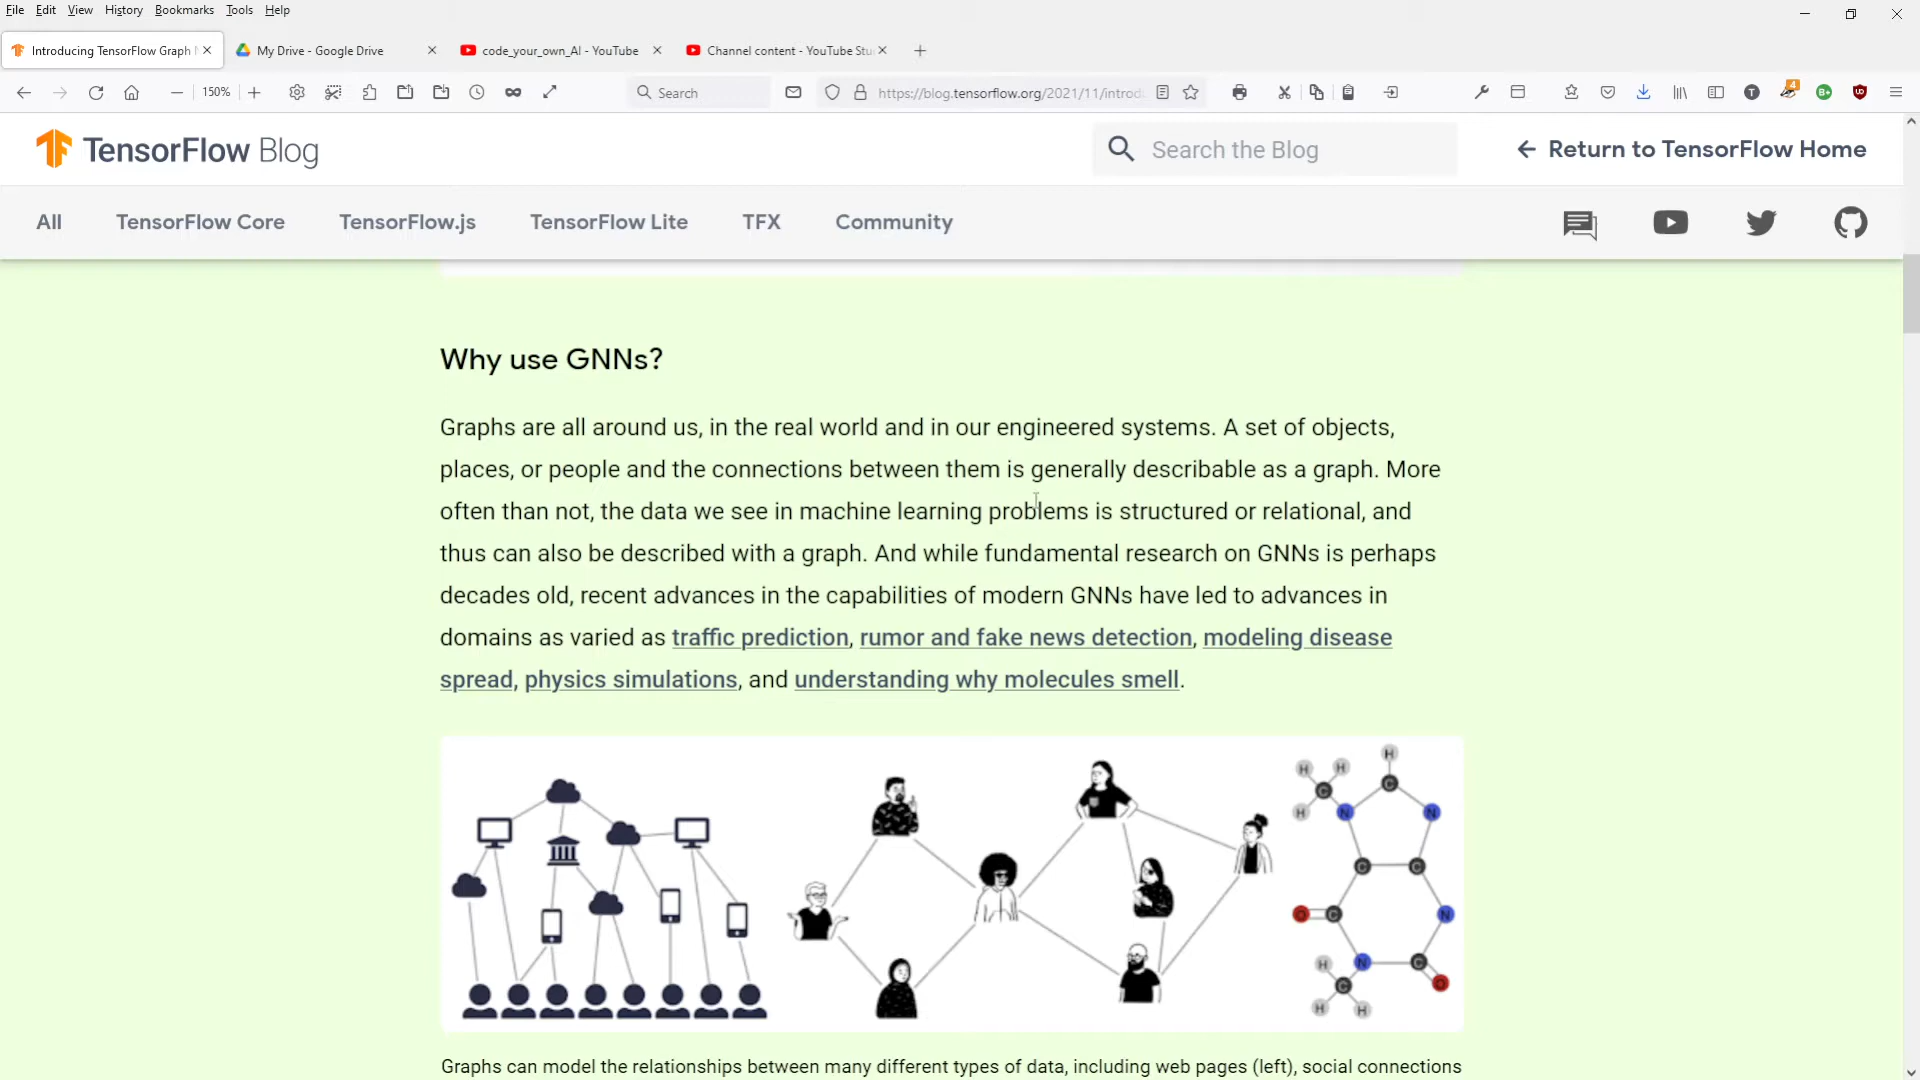 File Edit View History Bookmarks Tools Help
Introducing TensorFlow Graph
My Drive - Google Drive
code_your_own_AI - YouTube
Channel content - YouTube Stu
150%
Search
https://blog.tensorflow.org/2021/11/introd
TensorFlow Blog
Search the Blog
Return to TensorFlow Home
All TensorFlow Core TensorFlow.js TensorFlow Lite TFX Community
Why use GNNs?
Graphs are all around us, in the real world and in our engineered systems. A set of objects,
places, or people and the connections between them is generally describable as a graph. More
often than not, the data we see in machine learning problems is structured or relational, and
thus can also be described with a graph. And while fundamental research on GNNs is perhaps
decades old, recent advances in the capabilities of modern GNNs have led to advances in
domains as varied as traffic prediction, rumor and fake news detection, modeling disease
spread, physics simulations, and understanding why molecules smell.
H
H H
C C
H N N
C C
O C N
H N C
C O
H H
Graphs can model the relationships between many different types of data, including web pages (left), social connections